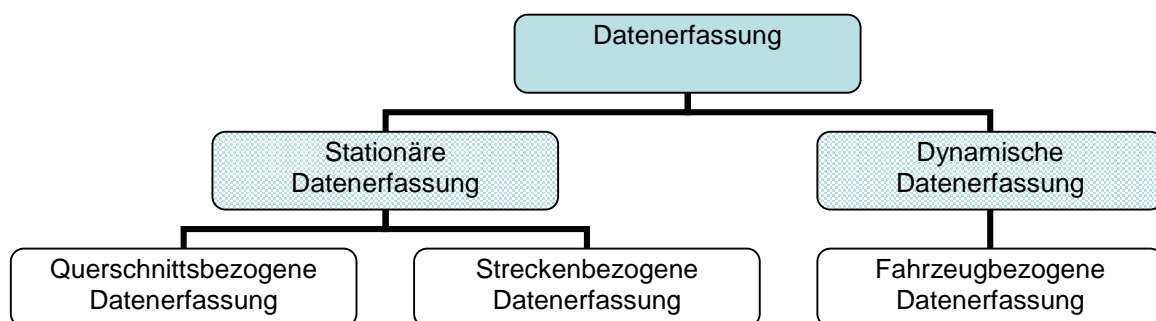 Datenerfassung
Stationäre
Datenerfassung
Dynamische
Datenerfassung
Querschnittsbezogene
Datenerfassung
Streckenbezogene
Datenerfassung
Fahrzeugbezogene
Datenerfassung